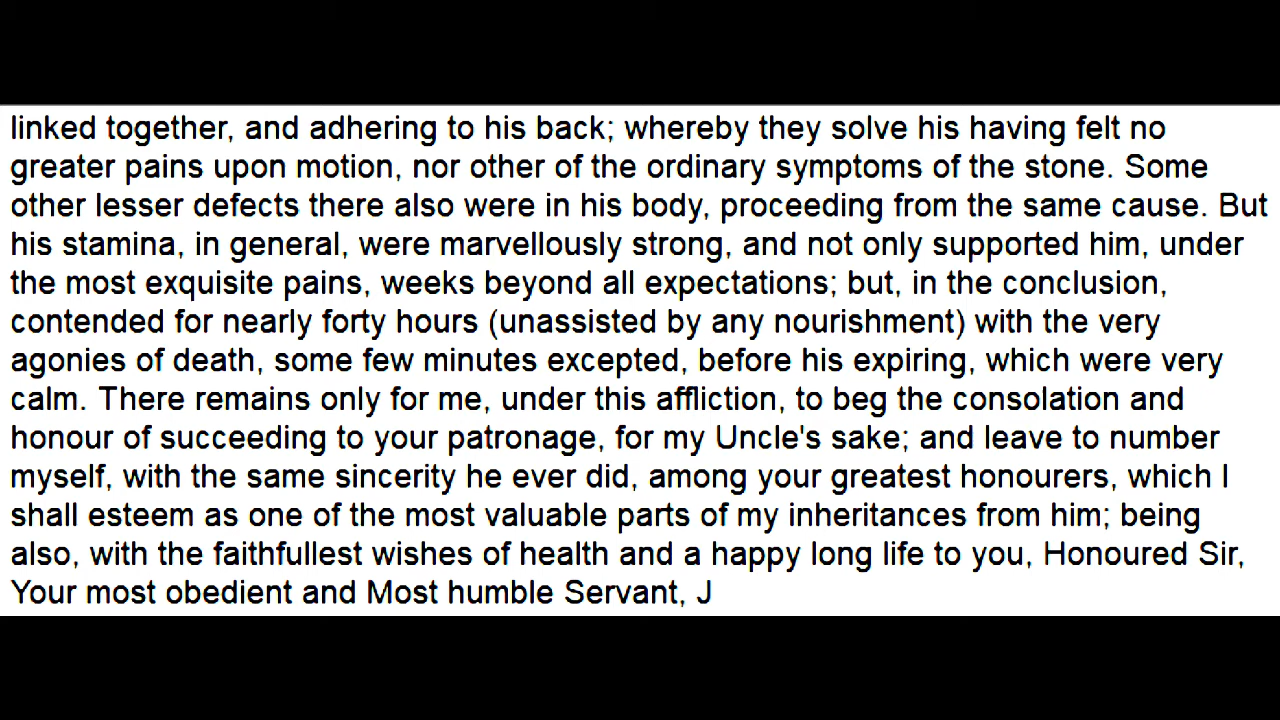 linked together, and adhering to his back; whereby they solve his having felt no
greater pains upon motion, nor other of the ordinary symptoms of the stone. Some
other lesser defects there also were in his body, proceeding from the same cause. But
his stamina, in general, were marvellously strong, and not only supported him, under
the most exquisite pains, weeks beyond all expectations; but, in the conclusion,
contended for nearly forty hours (unassisted by any nourishment) with the very
agonies of death, some few minutes excepted, before his expiring, which were very
calm. There remains only for me, under this affliction, to beg the consolation and
honour of succeeding to your patronage, for my Uncle's sake; and leave to number
myself, with the same sincerity he ever did, among your greatest honourers, which I
shall esteem as one of the most valuable parts of my inheritances from him; being
also, with the faithfullest wishes of health and a happy long life to you, Honoured Sir,
Your most obedient and Most humble Servant, J